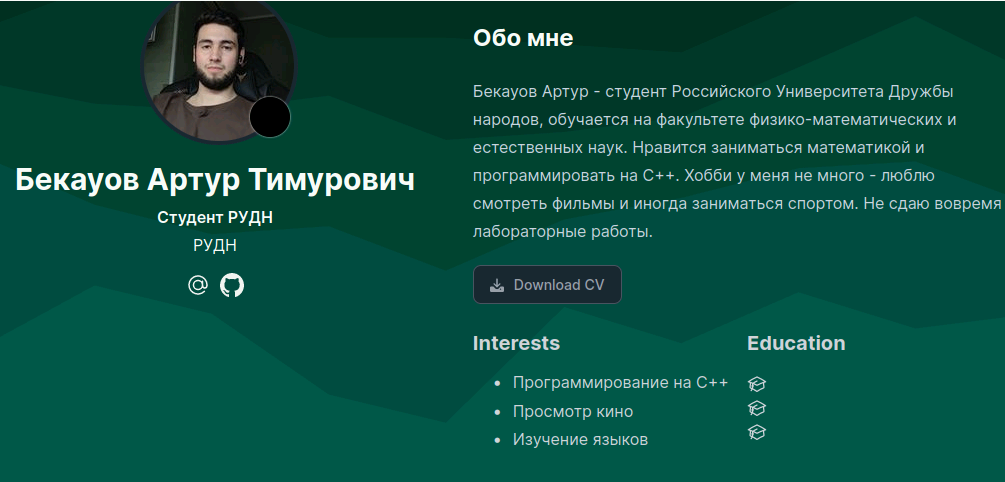 Бекауов Артур Тимурович
Студент РУДН
РУДН
Обо мне
Бекауов Артур - студент Российского Университета Дружбы
народов, обучается на факультете физико-математических и
естественных наук. Нравится заниматься математикой и
программировать на C++. Хобби у меня не много - люблю
смотреть фильмы и иногда заниматься спортом. Не сдаю вовремя
лабораторные работы.
Download CV
Interests
Программирование на C++
Просмотр кино
Изучение языков
Education